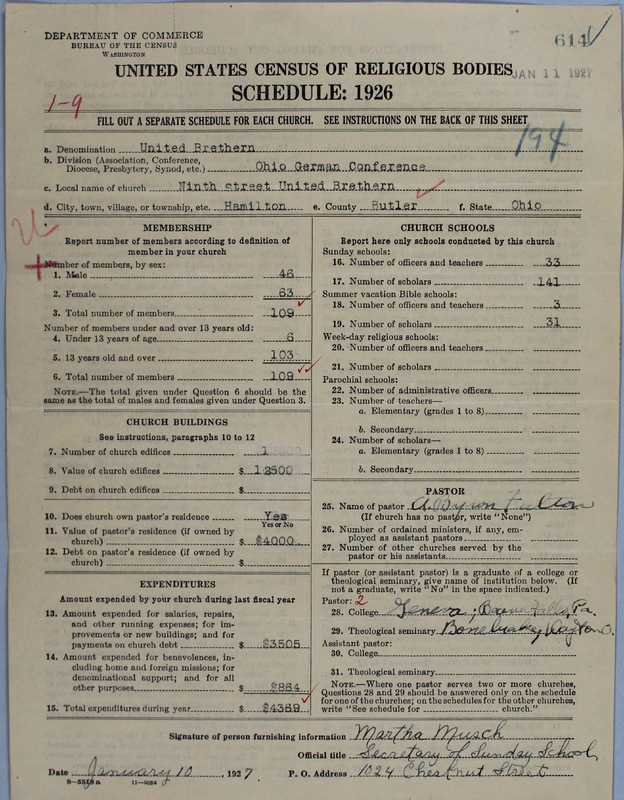 DEPARTMENT OF COMMERCE
BUREAU OF THE CENSUS
WASHINGTON
614
JAN 11 1927
UNITED STATES CENSUS OF RELIGIOUS BODIES
SCHEDULE: 1926
1-9
FILL OUT A SEPARATE SCHEDULE FOR EACH CHURCH. SEE INSTRUCTIONS ON THE BACK OF THIS SHEET
194
a. Denomination United Brethern
b. Division (Association, Conference, Diocese, Presbytery, Synod, etc.) Ohio German Conference
c. Local name of church Ninth street United Brethern
d. City, town, village, or township, etc. Hamilton e. County Butler f. State Ohio
MEMBERSHIP
Report number of members according to definition of
member in your church
Number of members, by sex:
1. Male 46
2. Female 63
3. Total number of members 109
Number of members under and over 13 years old:
4. Under 13 years of age 6
5. 13 years old and over 103
6. Total number of members 109
NOTE.—The total given under Question 6 should be
same as the total of males and females given under Question 3.
CHURCH BUILDINGS
See instructions, paragraphs 10 to 12
7. Number of church edifices 1
8. Value of church edifices $
9. Debt on church edifices $
10. Does church own pastor's residence Yes
Yes or No
11. Value of pastor's residence (if owned by
church) $ $4000
12. Debt on pastor's residence (if owned by
church) $
EXPENDITURES
Amount expended by your church during last fiscal year
13. Amount expended for salaries, repairs,
and other running expenses; for im-
provements or new buildings; and for
payments on church debt $3505
14. Amount expended for benevolences, in-
cluding home and foreign missions; for
denominational support; and for all
other purposes $864
15. Total expenditures during year $4369
CHURCH SCHOOLS
Report here only schools conducted by this church
Sunday schools:
16. Number of officers and teachers 33
17. Number of scholars 141
Summer vacation Bible schools:
18. Number of officers and teachers 3
19. Number of scholars 31
Week-day religious schools:
20. Number of officers and teachers
21. Number of scholars
Parochial schools:
22. Number of administrative officers
23. Number of teachers—
a. Elementary (grades 1 to 8)
b. Secondary
24. Number of scholars—
a. Elementary (grades 1 to 8)
b. Secondary
PASTOR
25. Name of pastor A. Byron Fulton
(If church has no pastor, write "None")
26. Number of ordained ministers, if any, em-
ployed as assistant pastors
27. Number of other churches served by the
pastor or his assistants
If pastor (or assistant pastor) is a graduate of a college or
theological seminary, give name of institution below. (If
not a graduate, write "No" in the space indicated.)
Pastor: 2
28. College Geneva, Beaver Falls, Pa.
29. Theological seminary Bonebrake, Dayton O.
Assistant pastor:
30. College
31. Theological seminary
NOTE.—Where one pastor serves two or more churches,
Questions 28 and 29 should be answered only on the schedule
for one of the churches; on the schedules for the other churches,
write "See schedule for church."
Signature of person furnishing information Martha Musch
Official title Secretary of Sunday School
Date January 10, 1927 P. O. Address 1024 Chestnut Street
8-5518a 11-9054